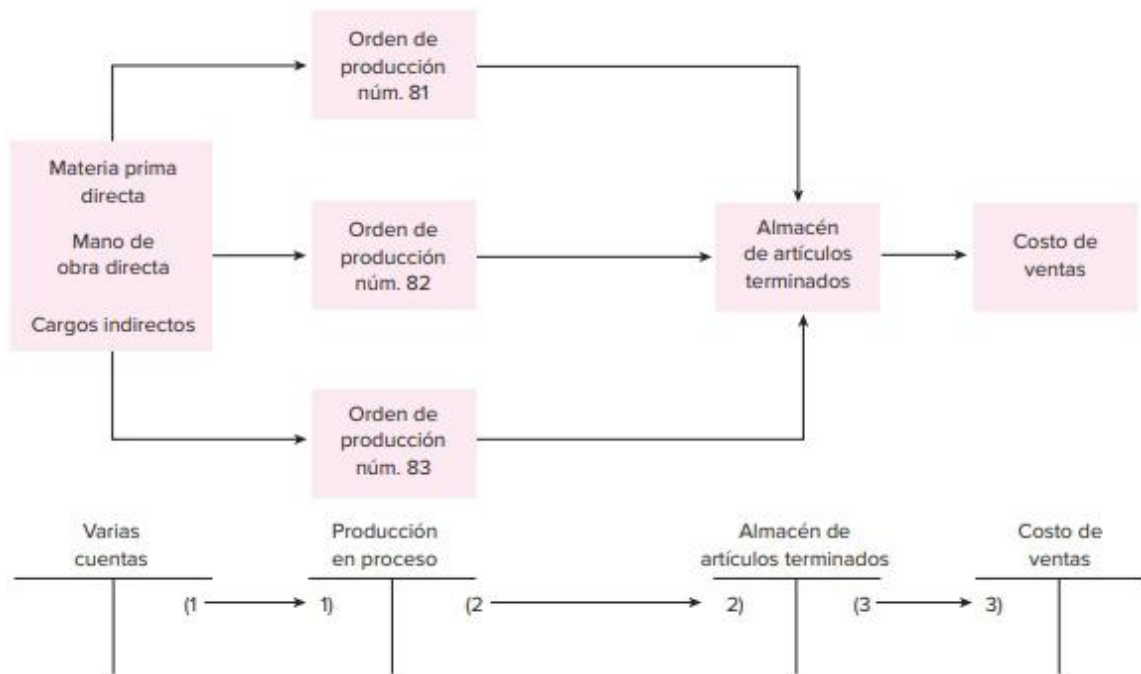 Orden de
producción
núm. 81
Materia prima
directa
Mano de
obra directa
Cargos indirectos
Orden de
producción
núm. 82
Almacén
de artículos
terminados
Costo de
ventas
Orden de
producción
núm. 83
Varias
cuentas
Producción
en proceso
Almacén de
artículos terminados
Costo de
ventas
(1
1)
(2
2)
(3
3)